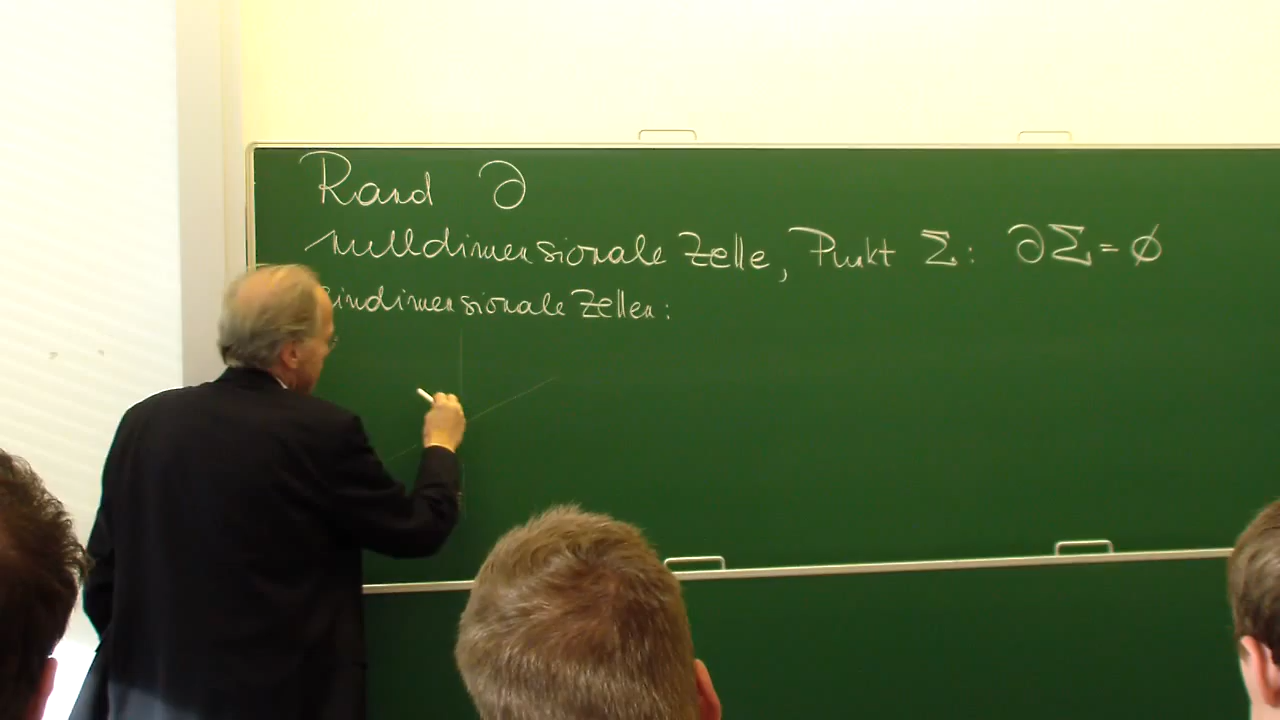 Rand ∂
nulldimensionale Zelle, Punkt Σ: ∂Σ = ∅
Eindimensionale Zellen: